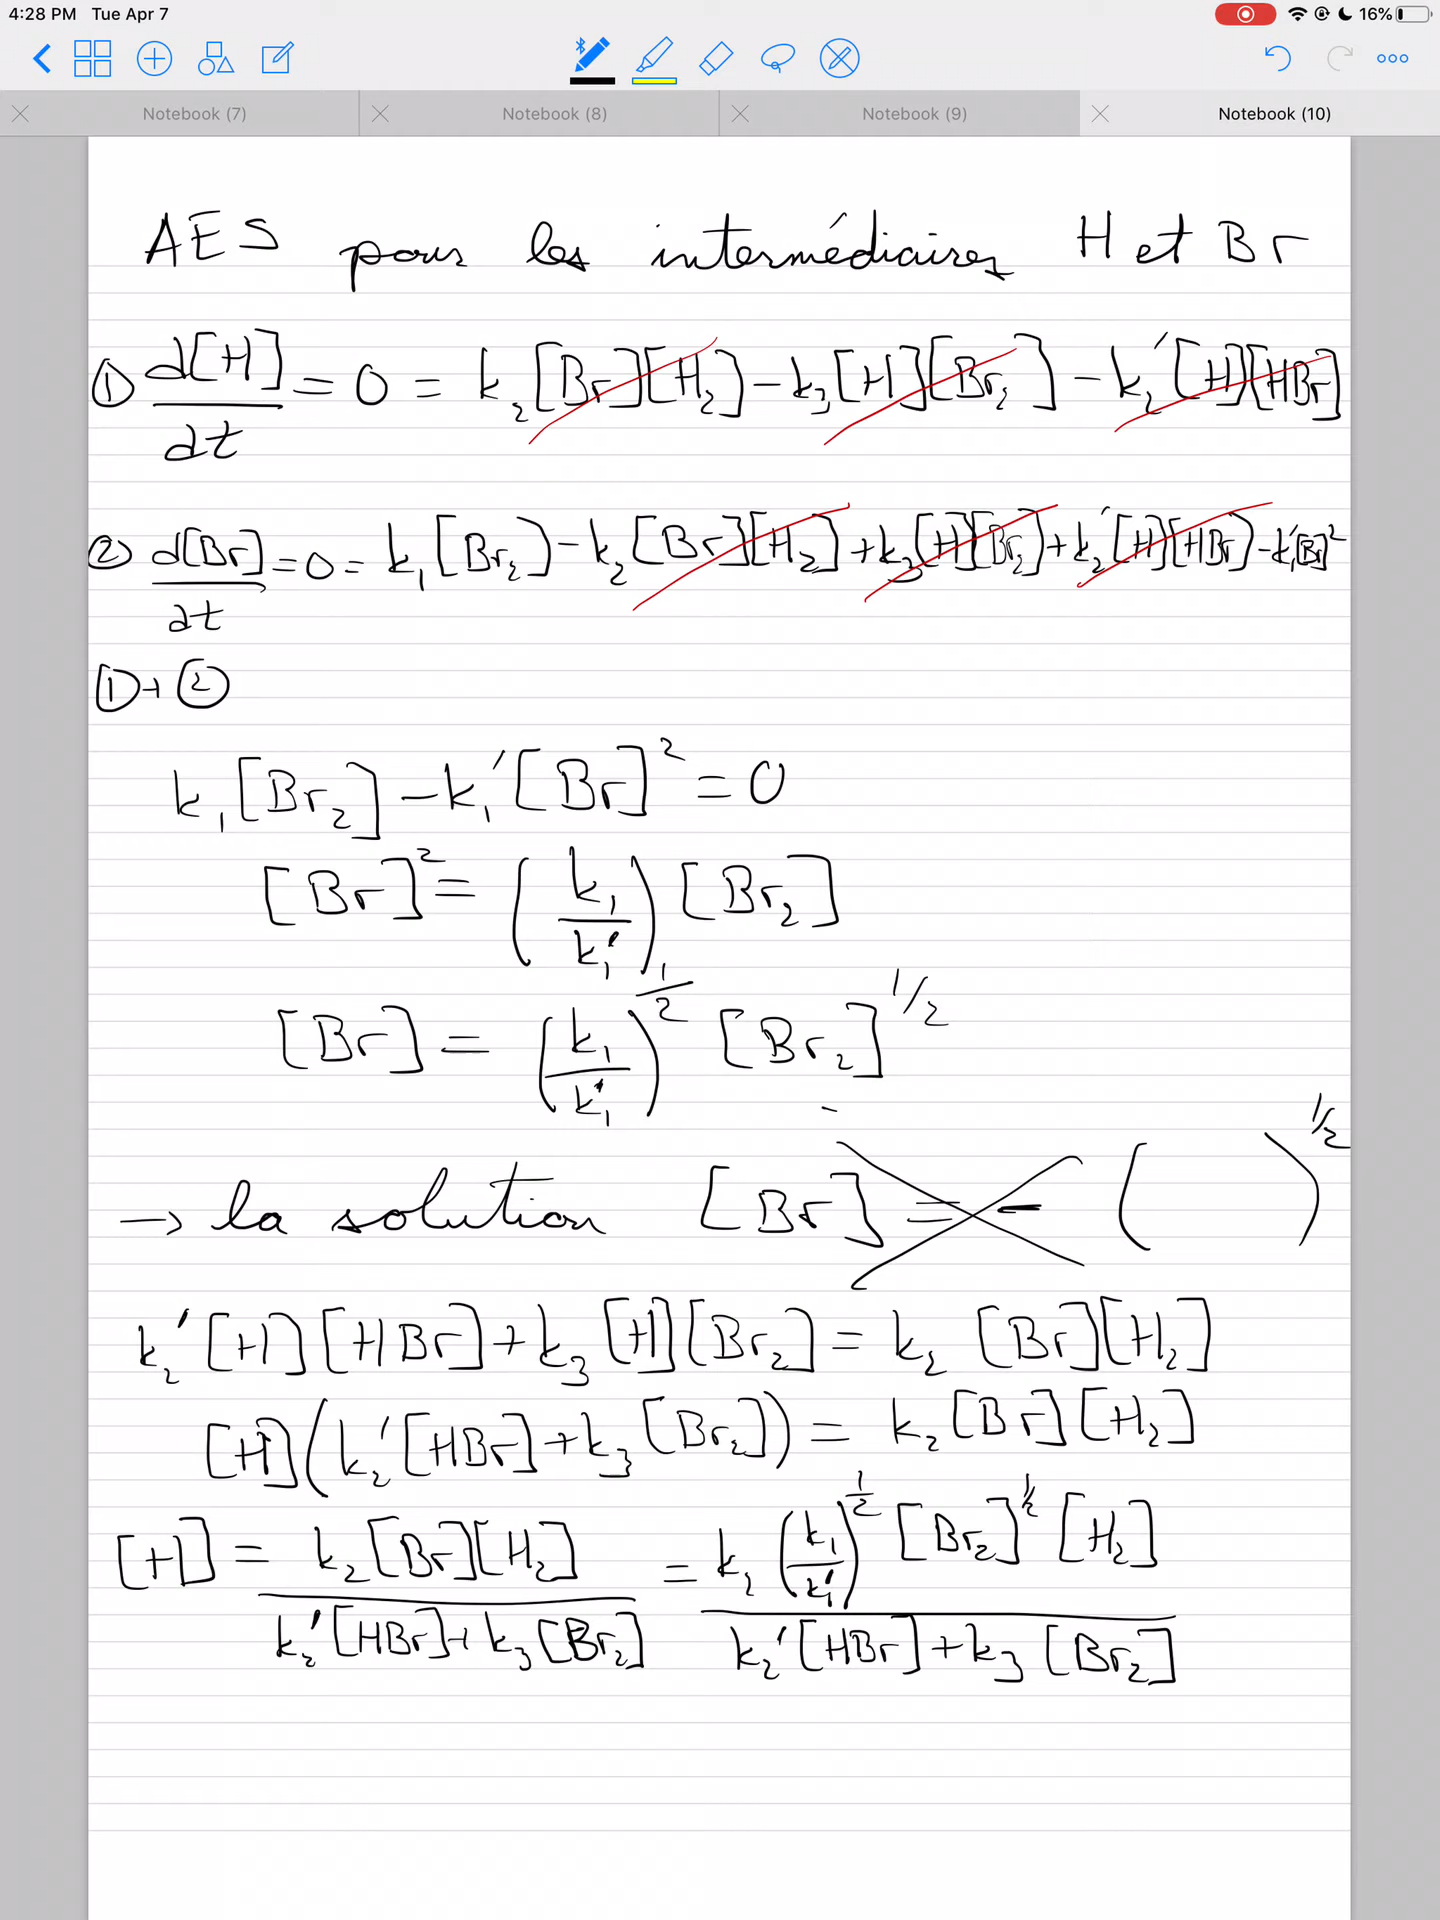 4:28 PM Tue Apr 7 16%
Notebook (7) Notebook (8) Notebook (9) Notebook (10)
AES pour les intermédiaires H et Br
① d[H]/dt = 0 = k₂[Br][H₂] - k₃[H][Br₂] - k₂'[H][HBr]
② d[Br]/dt = 0 = k₁[Br₂] - k₂[Br][H₂] + k₃[H][Br₂] + k₂'[H][HBr] - k₁'[Br]²
① + ②
k₁[Br₂] - k₁'[Br]² = 0
[Br]² = (k₁/k₁') [Br₂]
[Br] = (k₁/k₁')^1/2 [Br₂]^1/2
→ la solution [Br] = - ( )^1/2
k₂'[H][HBr] + k₃[H][Br₂] = k₂ [Br][H₂]
[H](k₂'[HBr] + k₃[Br₂]) = k₂[Br][H₂]
[H] = k₂[Br][H₂] / k₂'[HBr] + k₃[Br₂] = k₂ (k₁/k₁')^1/2 [Br₂]^1/2 [H₂] / k₂'[HBr] + k₃[Br₂]